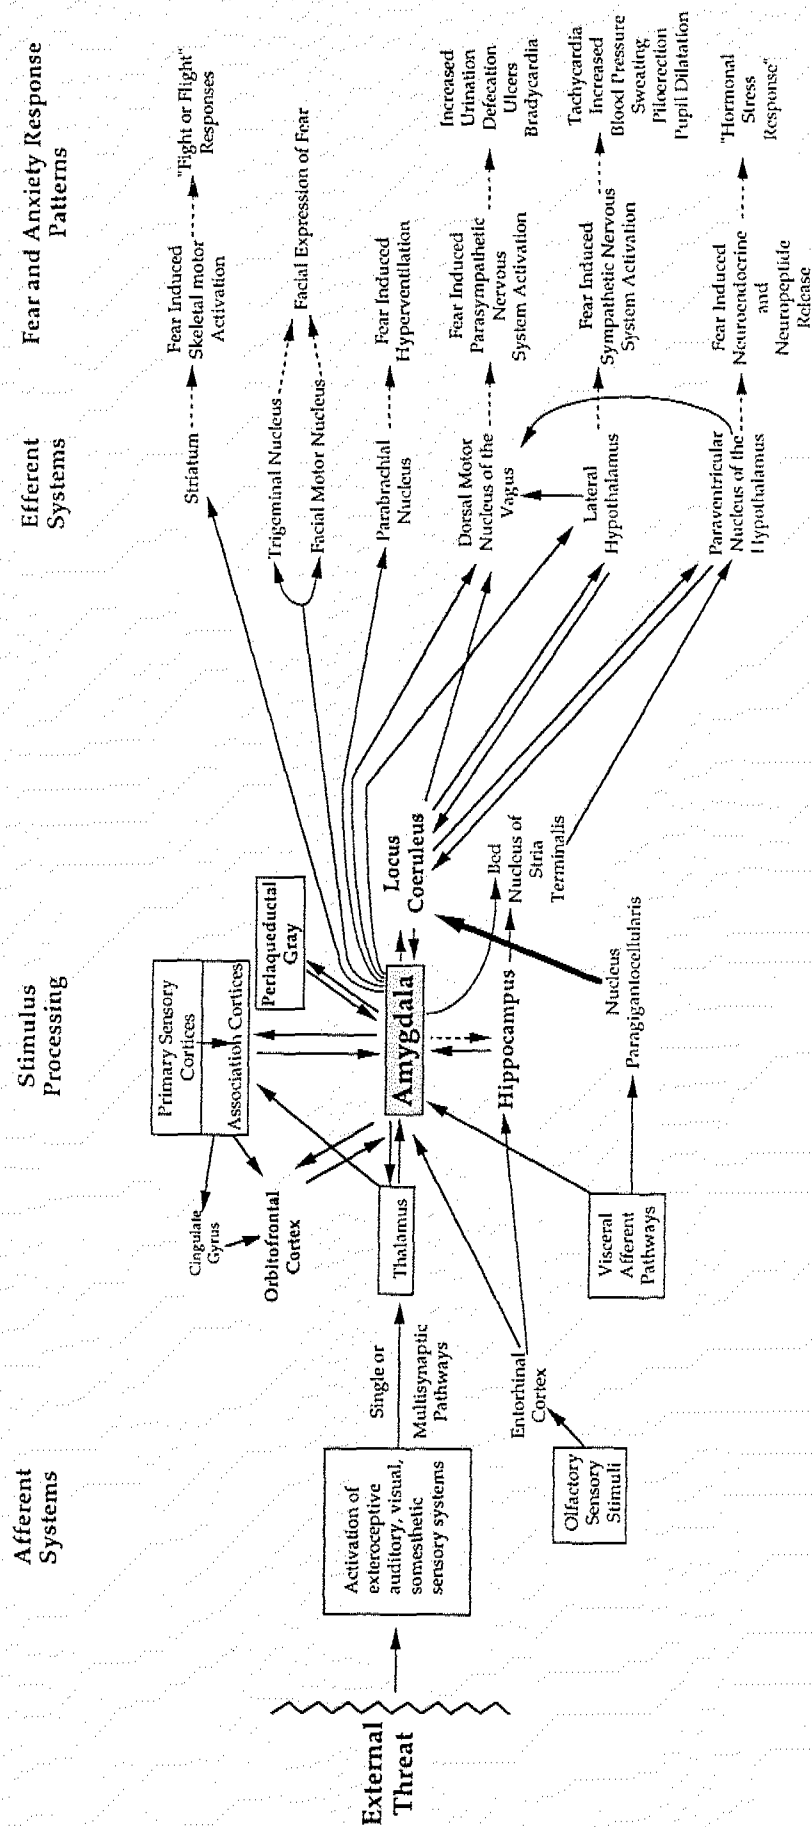 Afferent
Systems
Stimulus
Processing
Efferent
Systems
Fear and Anxiety Response
Patterns
External
Threat
Activation of
exteroceptive
auditory, visual,
somesthetic
sensory systems
Single or
Multisynaptic
Pathways
Olfactory
Sensory
Stimuli
Entorhinal
Cortex
Visceral
Afferent
Pathways
Thalamus
Cingulate
Gyrus
Orbitofrontal
Cortex
Primary Sensory
Cortices
Association Cortices
Periaqueductal
Gray
Amygdala
Locus
Coeruleus
Hippocampus
Bed
Nucleus of
Stria
Terminalis
Nucleus
Paragigantocellularis
Striatum
Trigeminal Nucleus
Facial Motor Nucleus
Parabrachial
Nucleus
Dorsal Motor
Nucleus of the
Vagus
Lateral
Hypothalamus
Paraventricular
Nucleus of the
Hypothalamus
Fear Induced
Skeletal motor
Activation
"Fight or Flight"
Responses
Facial Expression of Fear
Fear Induced
Hyperventilation
Fear Induced
Parasympathetic
Nervous
System Activation
Increased
Urination
Defecation
Ulcers
Bradycardia
Fear Induced
Sympathetic Nervous
System Activation
Tachycardia
Increased
Blood Pressure
Sweating
Piloerection
Pupil Dilatation
Fear Induced
Neuroendocrine
and
Neuropeptide
Release
"Hormonal
Stress
Response"